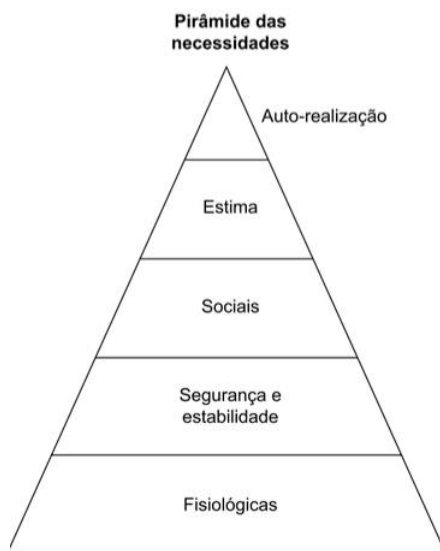 Pirâmide das
necessidades
Auto-realização
Estima
Sociais
Segurança e
estabilidade
Fisiológicas